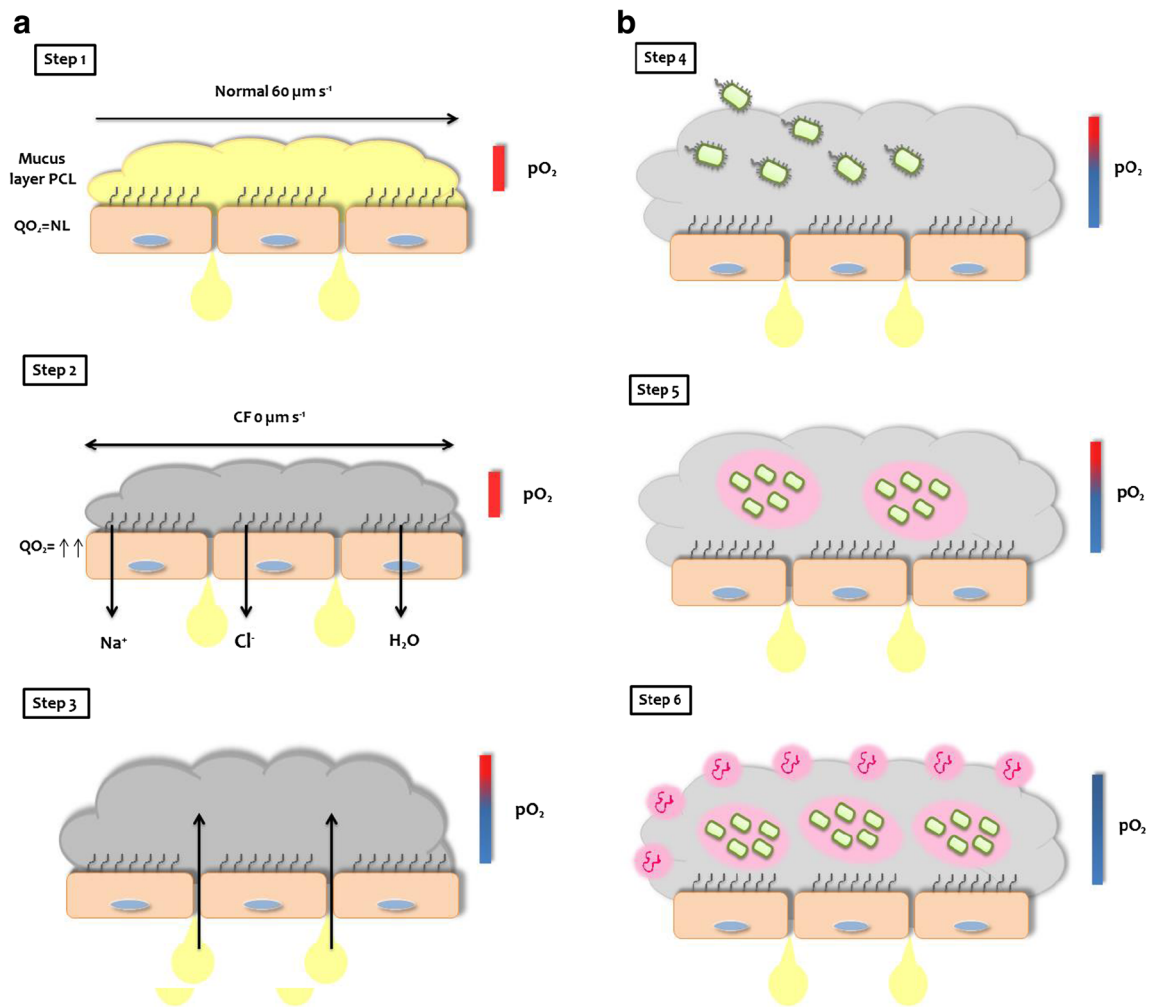 a
Step 1
Normal 60 µm s⁻¹
Mucus
layer PCL
pO₂
QO₂=NL
Step 2
CF 0 µm s⁻¹
pO₂
QO₂= ↑↑
Na⁺
Cl⁻
H₂O
Step 3
pO₂
b
Step 4
pO₂
Step 5
pO₂
Step 6
pO₂